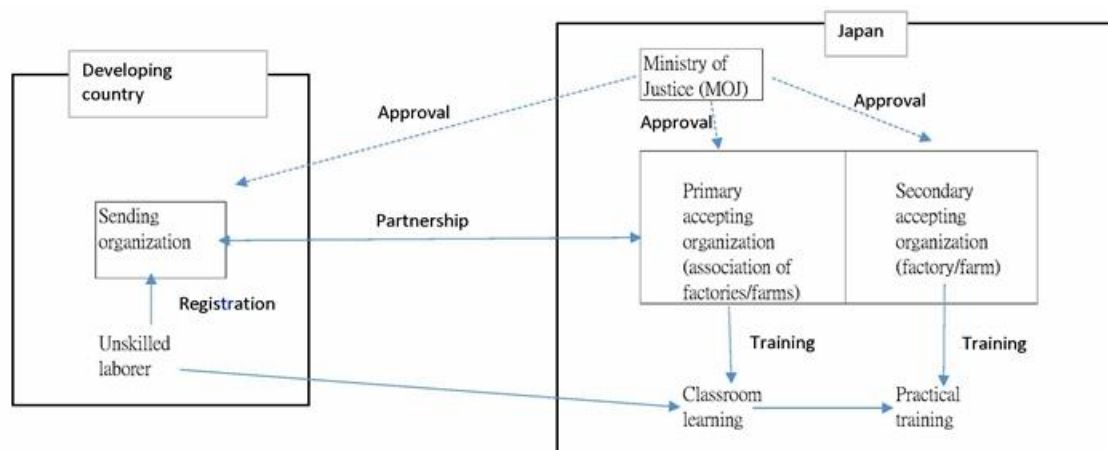 Japan
Developing
country
Ministry of
Justice (MOJ)
Approval
Approval
Approval
Sending
organization
Partnership
Primary
accepting
organization
(association of
factories/farms)
Secondary
accepting
organization
(factory/farm)
Registration
Unskilled
laborer
Training
Training
Classroom
learning
Practical
training